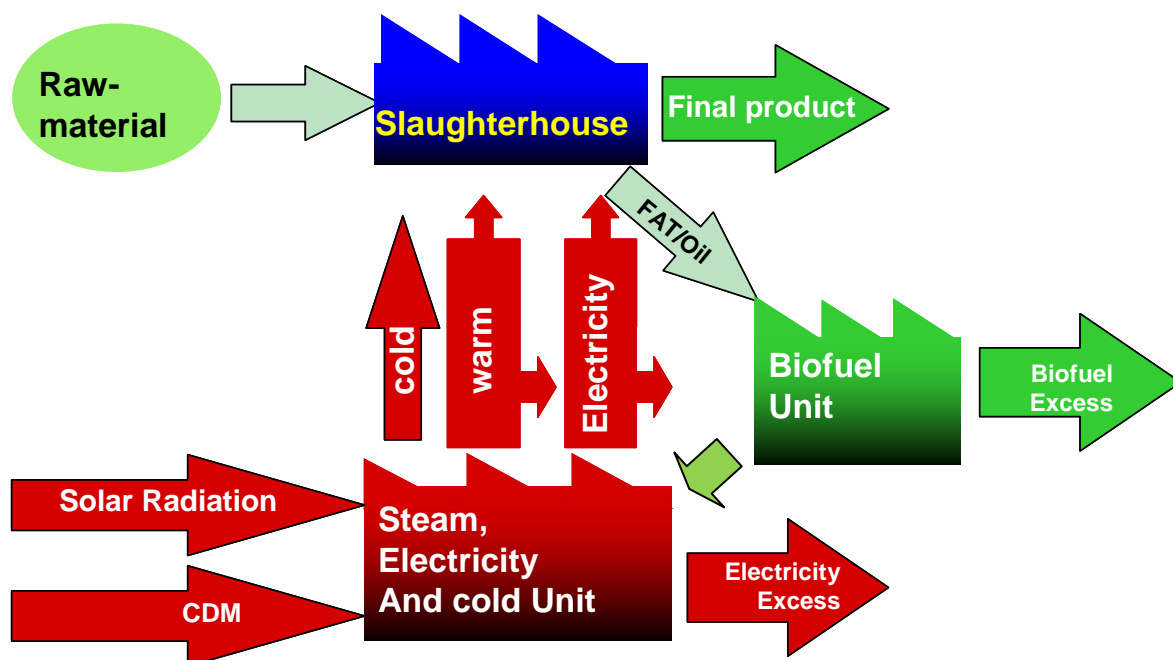 Raw-
material
Slaughterhouse
Final product
FAT/Oil
cold
warm
Electricity
Biofuel
Unit
Biofuel
Excess
Solar Radiation
CDM
Steam,
Electricity
And cold Unit
Electricity
Excess